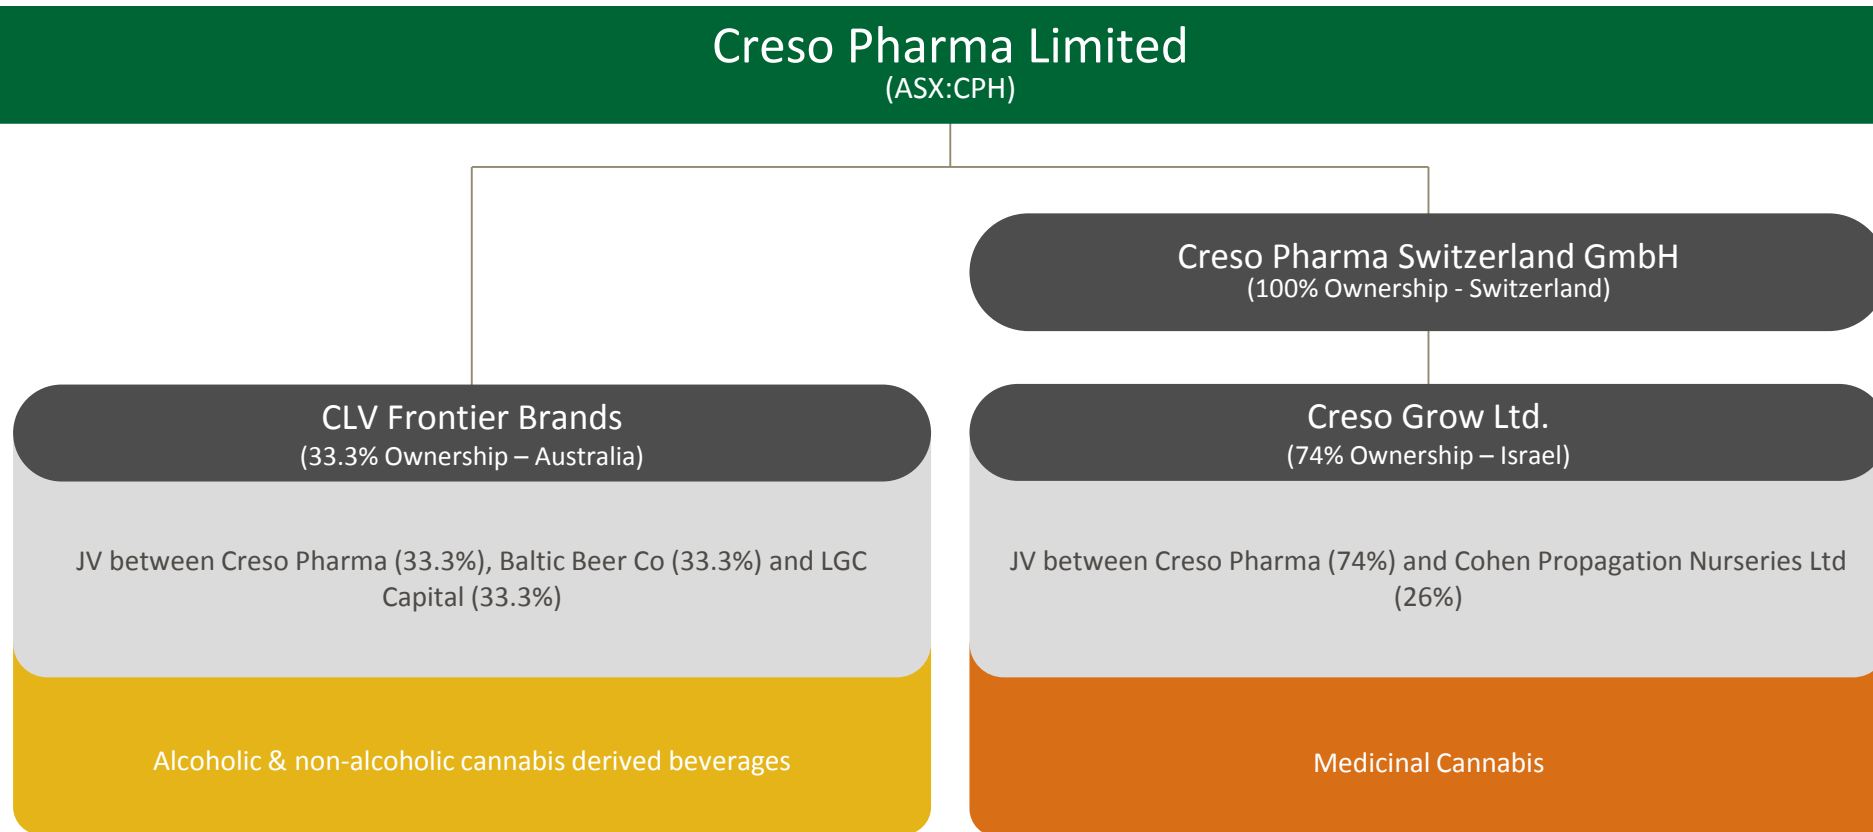 Creso Pharma Limited
(ASX:CPH)
Creso Pharma Switzerland GmbH
(100% Ownership - Switzerland)
CLV Frontier Brands
(33.3% Ownership – Australia)
JV between Creso Pharma (33.3%), Baltic Beer Co (33.3%) and LGC
Capital (33.3%)
Alcoholic & non-alcoholic cannabis derived beverages
Creso Grow Ltd.
(74% Ownership – Israel)
JV between Creso Pharma (74%) and Cohen Propagation Nurseries Ltd
(26%)
Medicinal Cannabis